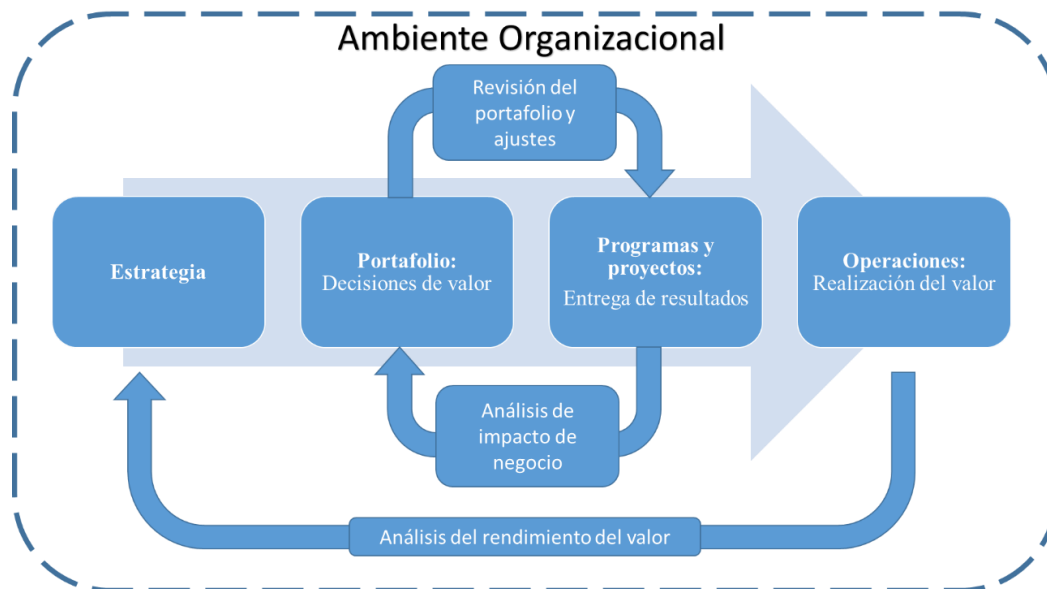 Ambiente Organizacional
Revisión del
portafolio y
ajustes
Estrategia
Portafolio:
Decisiones de valor
Programas y
proyectos:
Entrega de resultados
Operaciones:
Realización del valor
Análisis de
impacto de
negocio
Análisis del rendimiento del valor